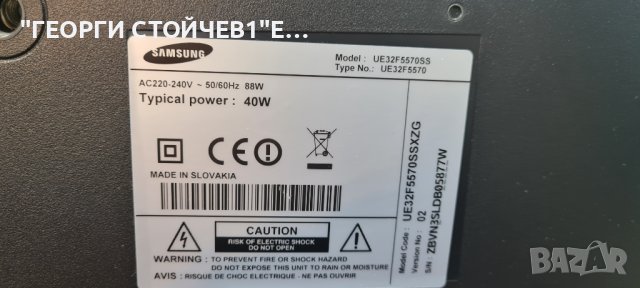 "ГЕОРГИ СТОЙЧЕВ1"Е...
SAMSUNG
Model : UE32F5570SS
Type No.: UE32F5570
AC220-240V ~ 50/60Hz 88W
Typical power : 40W
MADE IN SLOVAKIA
CAUTION
RISK OF ELECTRIC SHOCK
DO NOT OPEN
WARNING : TO PREVENT FIRE OR SHOCK HAZARD
DO NOT EXPOSE THIS UNIT TO RAIN OR MOISTURE
AVIS : RISQUE DE CHOC ELECTRIQUE - NE PAS OUVRIR
Model Code : UE32F5570SSXZG
Version No : 02
S/N : ZBVN3SLDB05877W
BAZAR